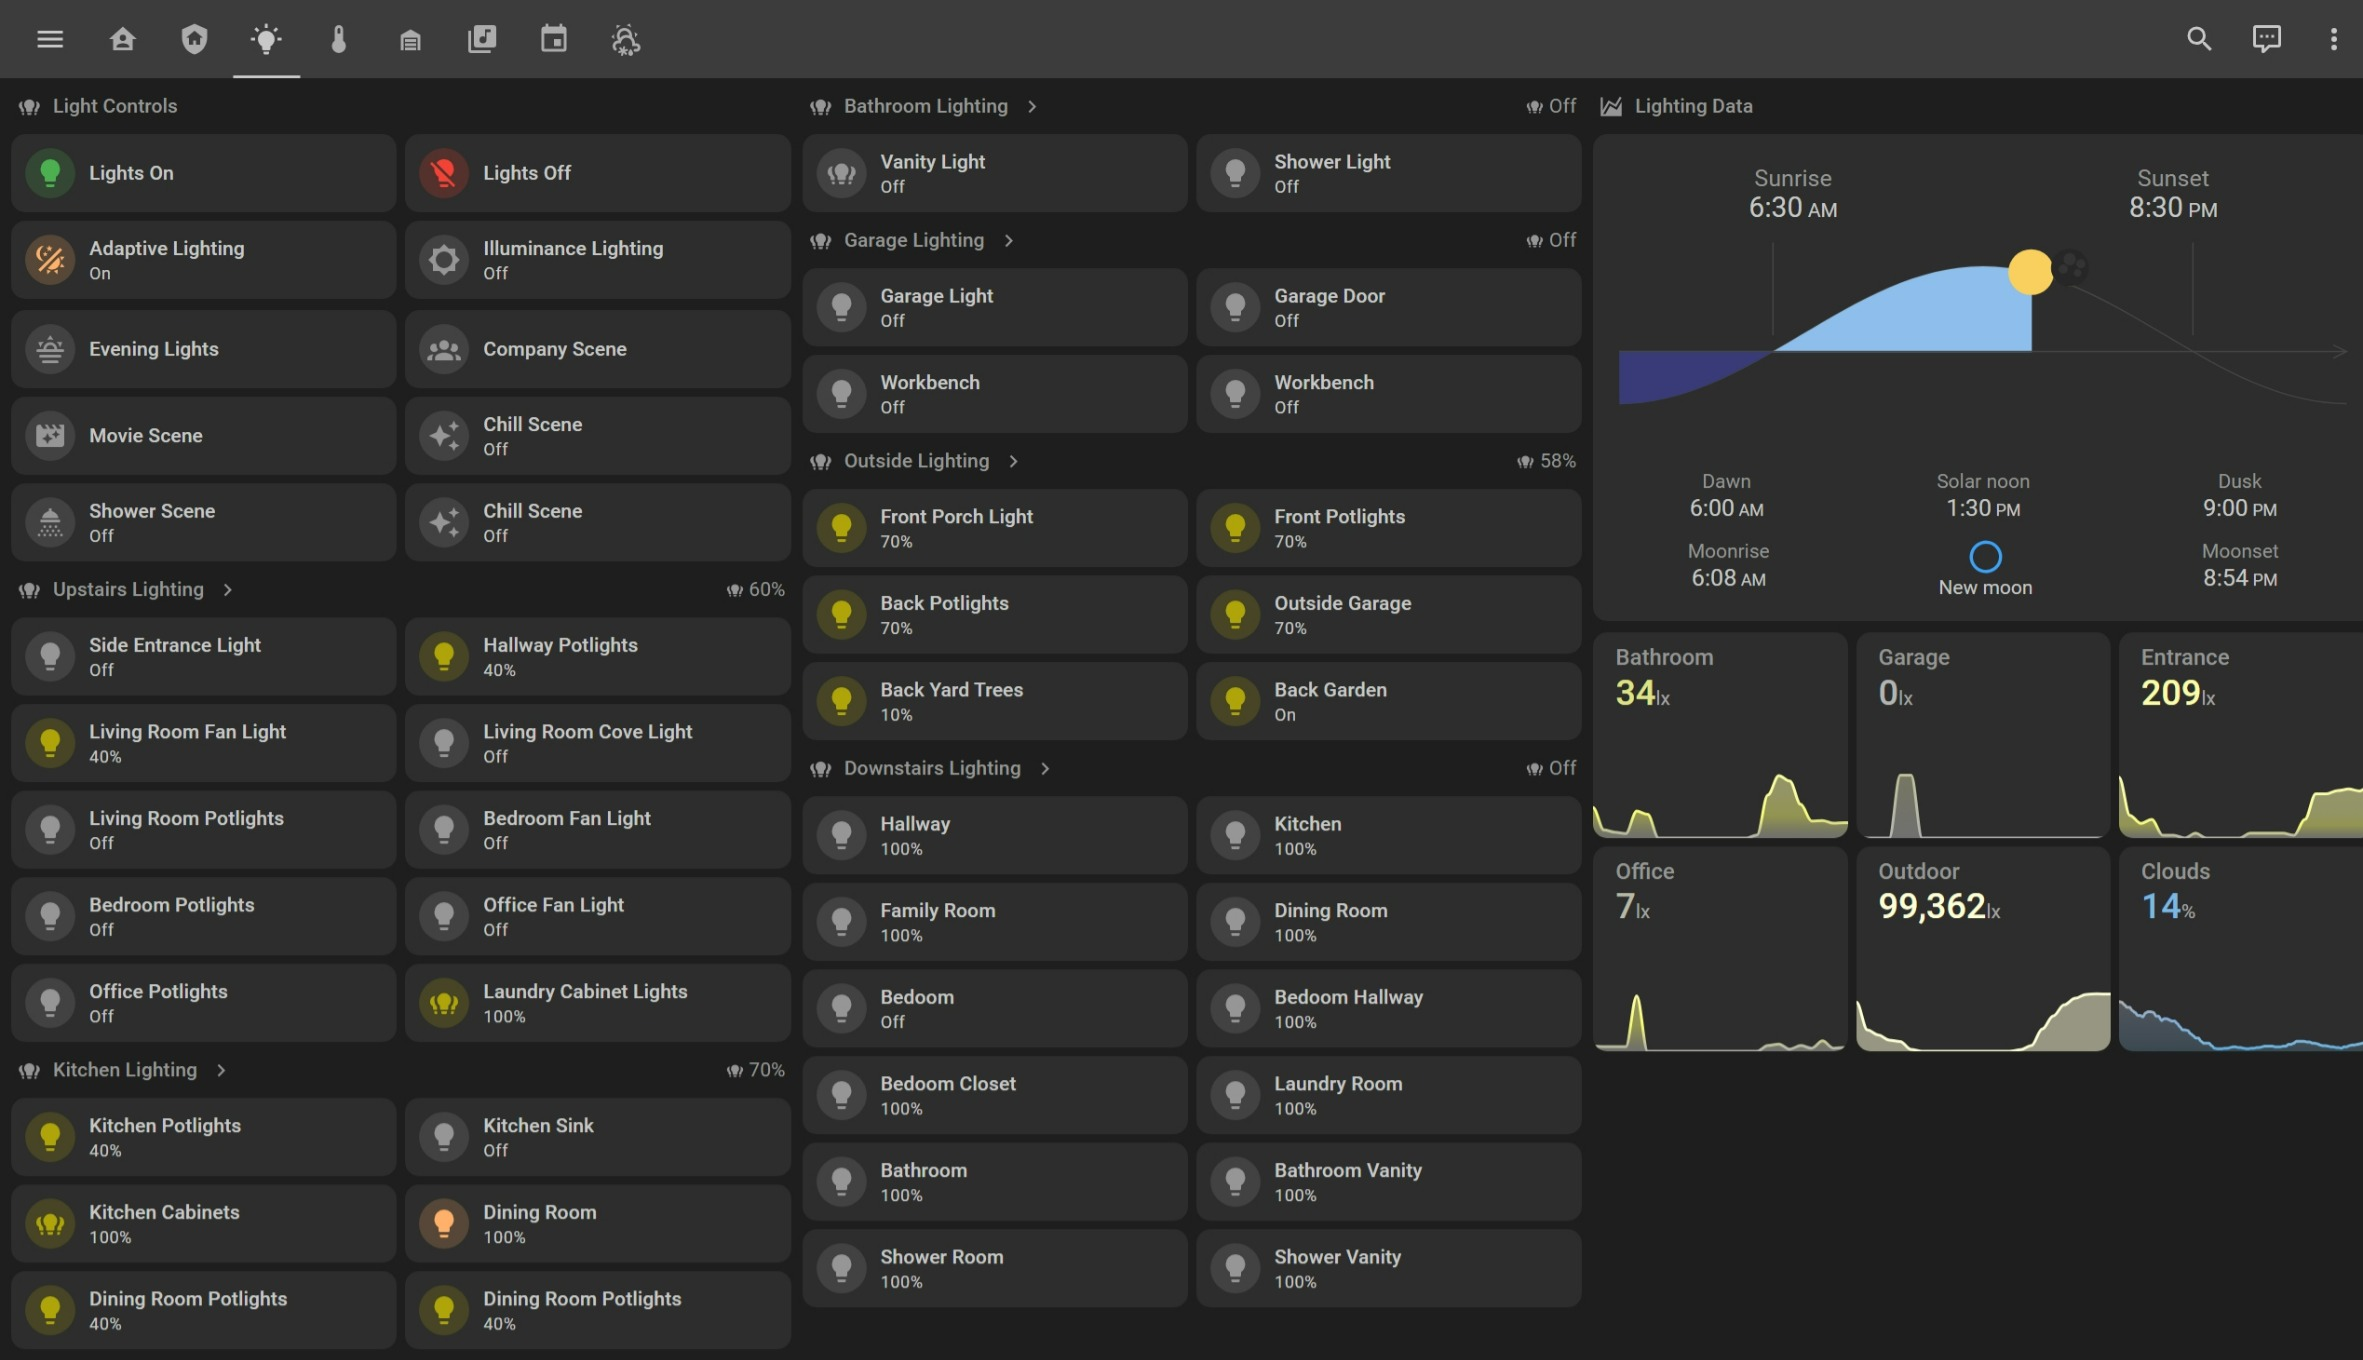 Light Controls
Lights On
Lights Off
Adaptive Lighting
On
Illuminance Lighting
Off
Evening Lights
Company Scene
Movie Scene
Chill Scene
Off
Shower Scene
Off
Chill Scene
Off
Upstairs Lighting
60%
Side Entrance Light
Off
Hallway Potlights
40%
Living Room Fan Light
40%
Living Room Cove Light
Off
Living Room Potlights
Off
Bedroom Fan Light
Off
Bedroom Potlights
Off
Office Fan Light
Off
Office Potlights
Off
Laundry Cabinet Lights
100%
Kitchen Lighting
70%
Kitchen Potlights
40%
Kitchen Sink
Off
Kitchen Cabinets
100%
Dining Room
100%
Dining Room Potlights
40%
Dining Room Potlights
40%
Bathroom Lighting
Off
Vanity Light
Off
Shower Light
Off
Garage Lighting
Off
Garage Light
Off
Garage Door
Off
Workbench
Off
Workbench
Off
Outside Lighting
58%
Front Porch Light
70%
Front Potlights
70%
Back Potlights
70%
Outside Garage
70%
Back Yard Trees
10%
Back Garden
On
Downstairs Lighting
Off
Hallway
100%
Kitchen
100%
Family Room
100%
Dining Room
100%
Bedoom
Off
Bedoom Hallway
100%
Bedoom Closet
100%
Laundry Room
100%
Bathroom
100%
Bathroom Vanity
100%
Shower Room
100%
Shower Vanity
100%
Lighting Data
Sunrise
6:30 AM
Sunset
8:30 PM
Dawn
6:00 AM
Solar noon
1:30 PM
Dusk
9:00 PM
Moonrise
6:08 AM
New moon
Moonset
8:54 PM
Bathroom
34lx
Garage
0lx
Entrance
209lx
Office
7lx
Outdoor
99,362lx
Clouds
14%